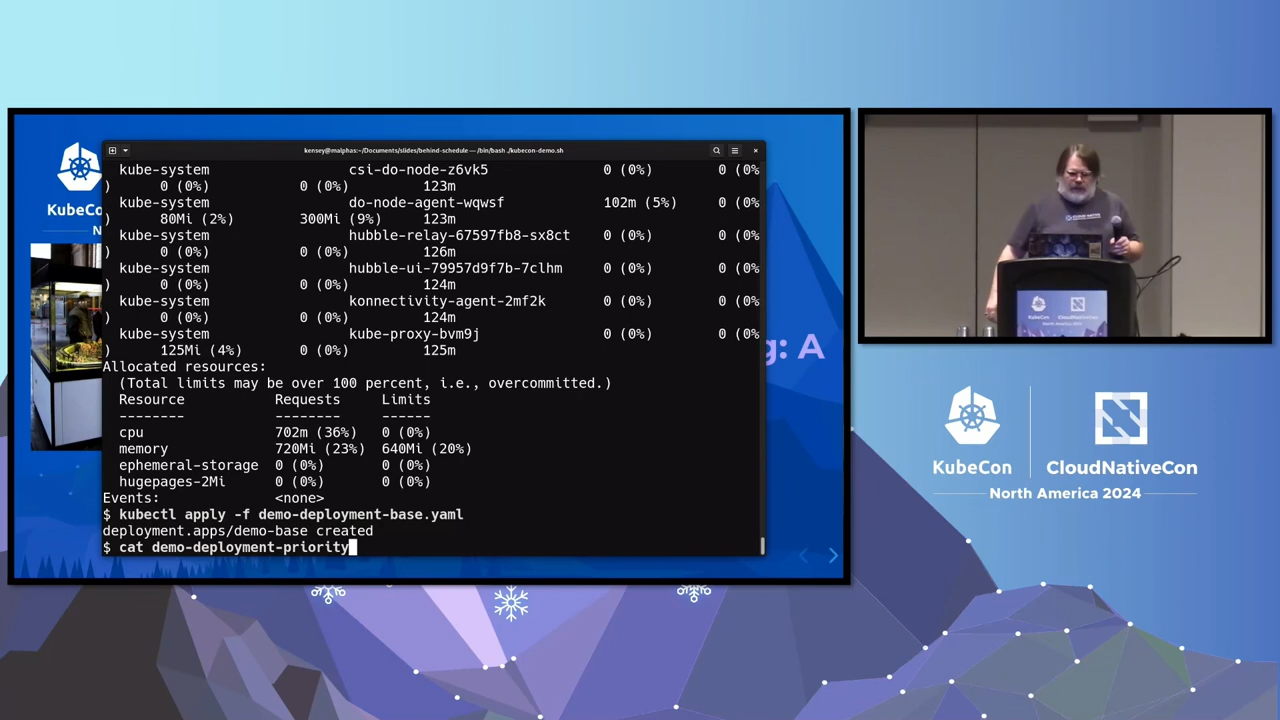 kensey@malphas:~/Documents/slides/behind-schedule — /bin/bash ./kubecon-demo.sh
kube-system csi-do-node-z6vk5 0 (0%) 0 (0%
) 0 (0%) 0 (0%) 123m
kube-system do-node-agent-wqwsf 102m (5%) 0 (0%
) 80Mi (2%) 300Mi (9%) 123m
kube-system hubble-relay-67597fb8-sx8ct 0 (0%) 0 (0%
) 0 (0%) 0 (0%) 126m
kube-system hubble-ui-79957d9f7b-7clhm 0 (0%) 0 (0%
) 0 (0%) 0 (0%) 124m
kube-system konnectivity-agent-2mf2k 0 (0%) 0 (0%
) 0 (0%) 0 (0%) 124m
kube-system kube-proxy-bvm9j 0 (0%) 0 (0%
) 125Mi (4%) 0 (0%) 125m
Allocated resources:
(Total limits may be over 100 percent, i.e., overcommitted.)
Resource Requests Limits
-------- -------- ------
cpu 702m (36%) 0 (0%)
memory 720Mi (23%) 640Mi (20%)
ephemeral-storage 0 (0%) 0 (0%)
hugepages-2Mi 0 (0%) 0 (0%)
Events: <none>
$ kubectl apply -f demo-deployment-base.yaml
deployment.apps/demo-base created
$ cat demo-deployment-priority
KubeCo
N
g: A
KubeCon
CloudNativeCon
North America 2024
KubeCon
CloudNativeCon
North America 2024